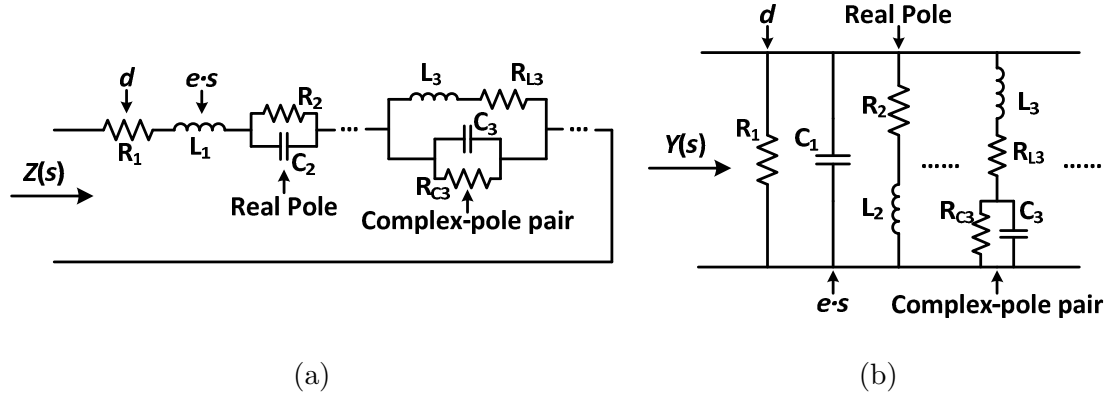 d
e·s
R1
L1
R2
C2
Real Pole
...
L3
RL3
C3
RC3
Complex-pole pair
...
Z(s)
(a)
d
Real Pole
R1
C1
R2
L2
......
L3
RL3
RC3
C3
......
Y(s)
e·s
Complex-pole pair
(b)